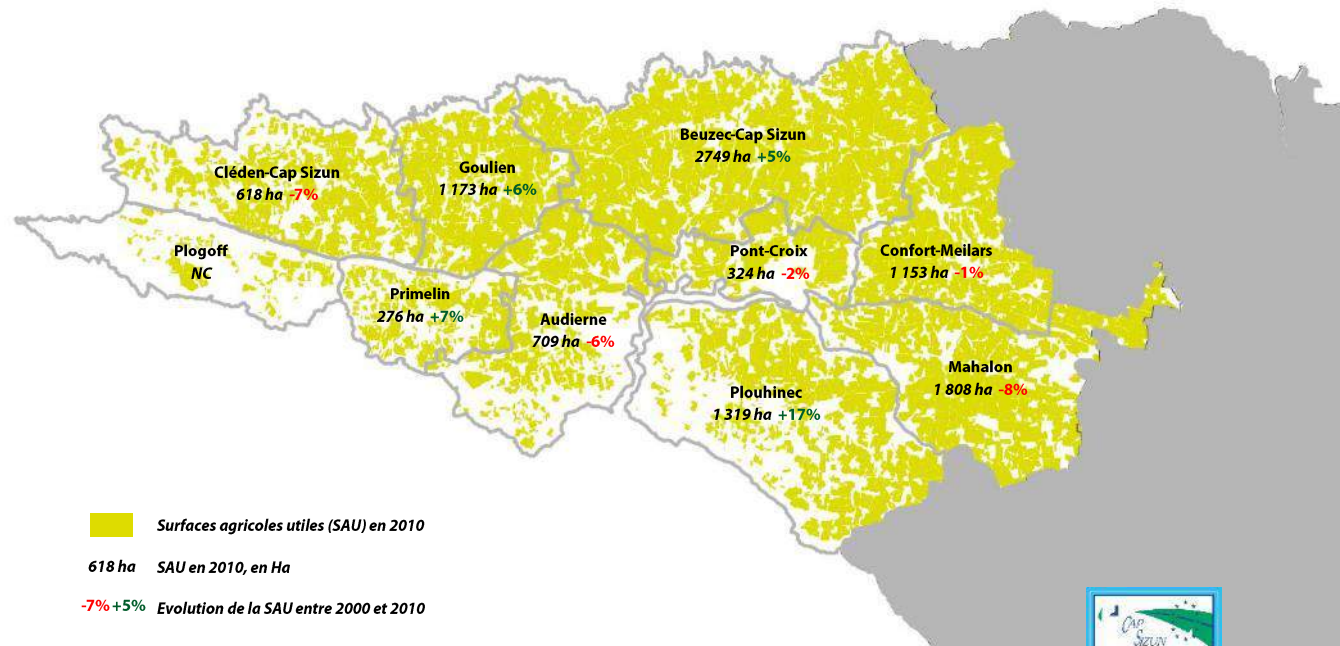 Beuzec-Cap Sizun
2749 ha +5%
Cléden-Cap Sizun
618 ha -7%
Goulien
1 173 ha +6%
Plogoff
NC
Pont-Croix
324 ha -2%
Confort-Meilars
1 153 ha -1%
Primelin
276 ha +7%
Audierne
709 ha -6%
Mahalon
1 808 ha -8%
Plouhinec
1 319 ha +17%
Surfaces agricoles utiles (SAU) en 2010
618 ha SAU en 2010, en Ha
-7% +5% Evolution de la SAU entre 2000 et 2010
CAP
SIZUN